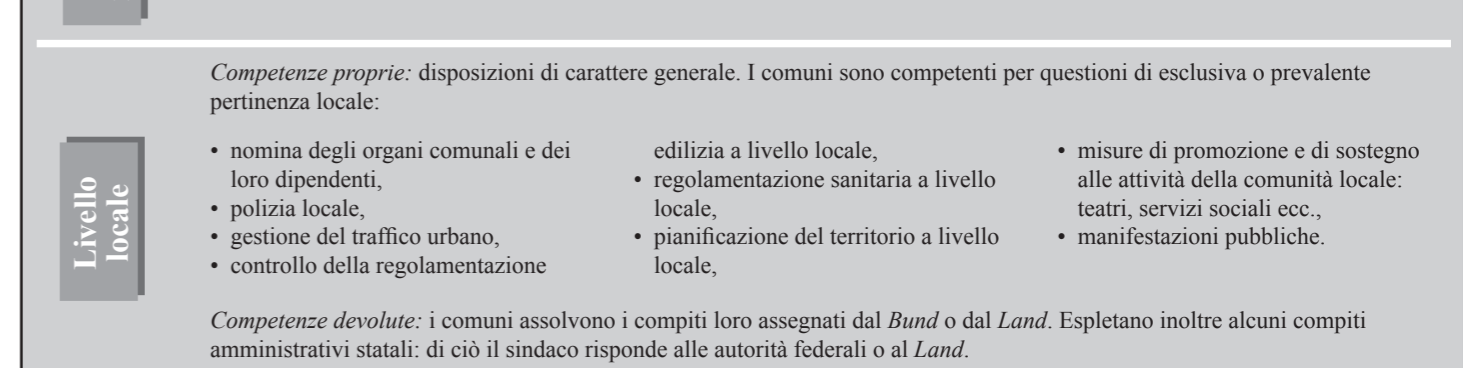 Competenze proprie: disposizioni di carattere generale. I comuni sono competenti per questioni di esclusiva o prevalente
pertinenza locale:
Livello
locale
• nomina degli organi comunali e dei
loro dipendenti,
• polizia locale,
• gestione del traffico urbano,
• controllo della regolamentazione
edilizia a livello locale,
• regolamentazione sanitaria a livello
locale,
• pianificazione del territorio a livello
locale,
• misure di promozione e di sostegno
alle attività della comunità locale:
teatri, servizi sociali ecc.,
• manifestazioni pubbliche.
Competenze devolute: i comuni assolvono i compiti loro assegnati dal Bund o dal Land. Espletano inoltre alcuni compiti
amministrativi statali: di ciò il sindaco risponde alle autorità federali o al Land.